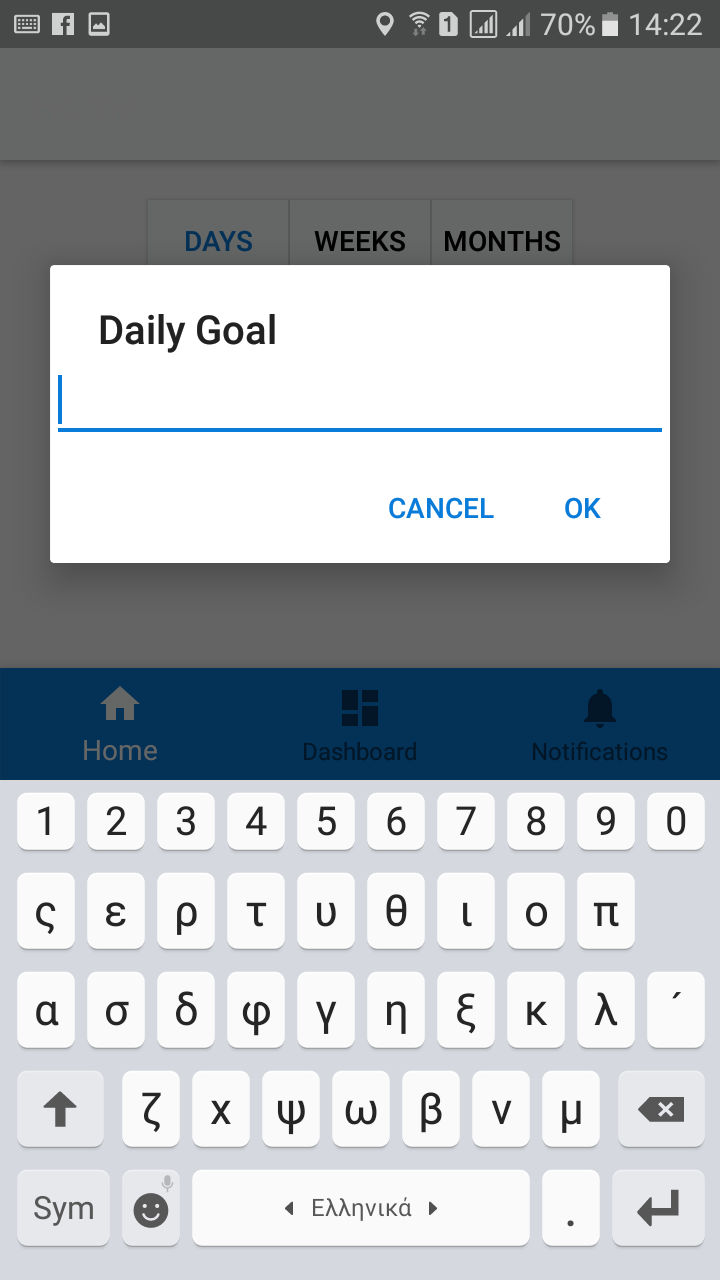 70% 14:22
DAYS WEEKS MONTHS
Daily Goal
CANCEL OK
Home Dashboard Notifications
1 2 3 4 5 6 7 8 9 0
ς ε ρ τ υ θ ι ο π
α σ δ φ γ η ξ κ λ ΄
ζ χ ψ ω β ν μ
Sym Ελληνικά .